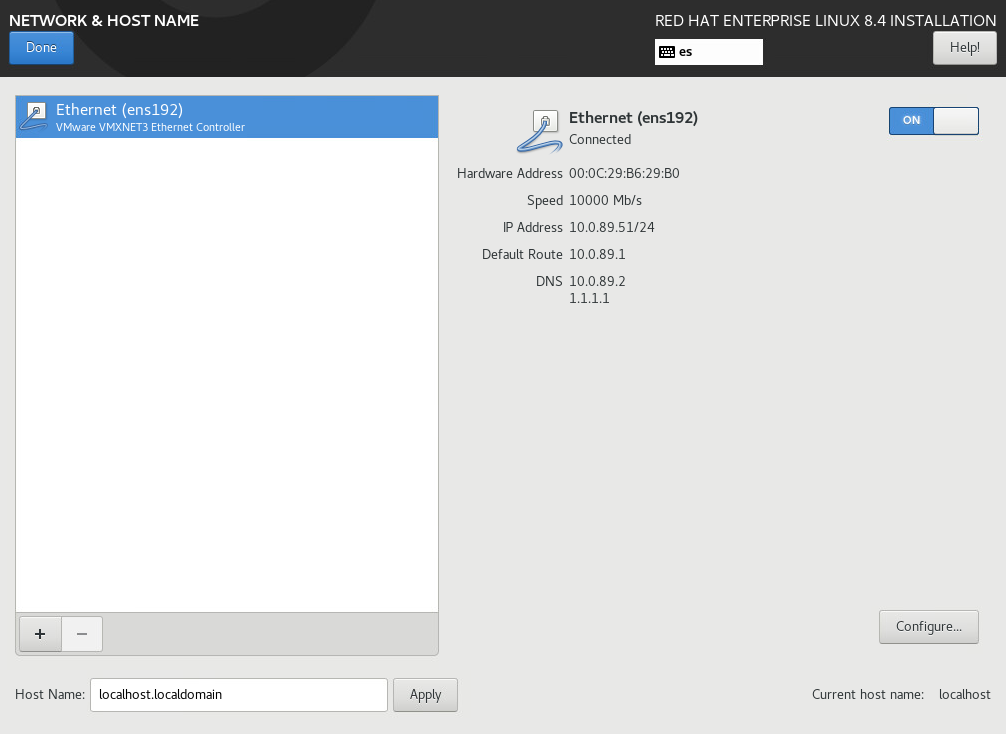 NETWORK & HOST NAME
RED HAT ENTERPRISE LINUX 8.4 INSTALLATION
Done
es
Help!
Ethernet (ens192)
VMware VMXNET3 Ethernet Controller
Ethernet (ens192)
Connected
ON
Hardware Address 00:0C:29:B6:29:B0
Speed 10000 Mb/s
IP Address 10.0.89.51/24
Default Route 10.0.89.1
DNS 10.0.89.2
1.1.1.1
+ −
Configure...
Host Name: localhost.localdomain Apply
Current host name: localhost